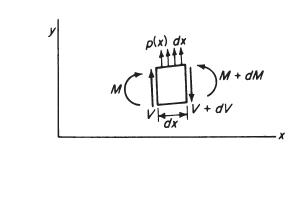 y
p(x) dx
M
M + dM
V
V + dV
dx
x